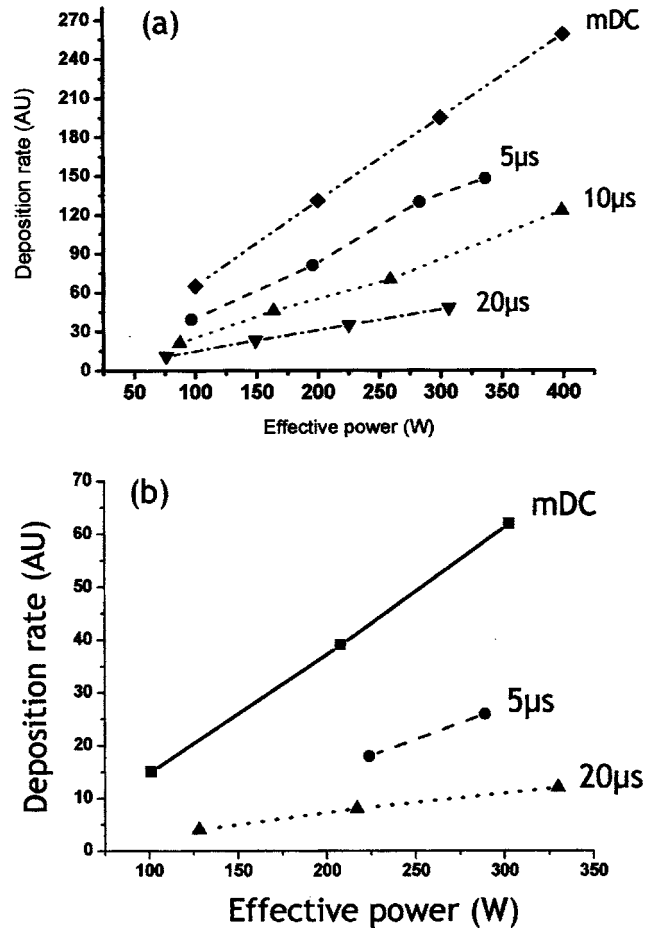 (a)
mDC
5µs
10µs
20µs
Deposition rate (AU)
270
240
210
180
150
120
90
60
30
0
50 100 150 200 250 300 350 400
Effective power (W)
(b)
mDC
5µs
20µs
Deposition rate (AU)
70
60
50
40
30
20
10
0
100 150 200 250 300 350
Effective power (W)